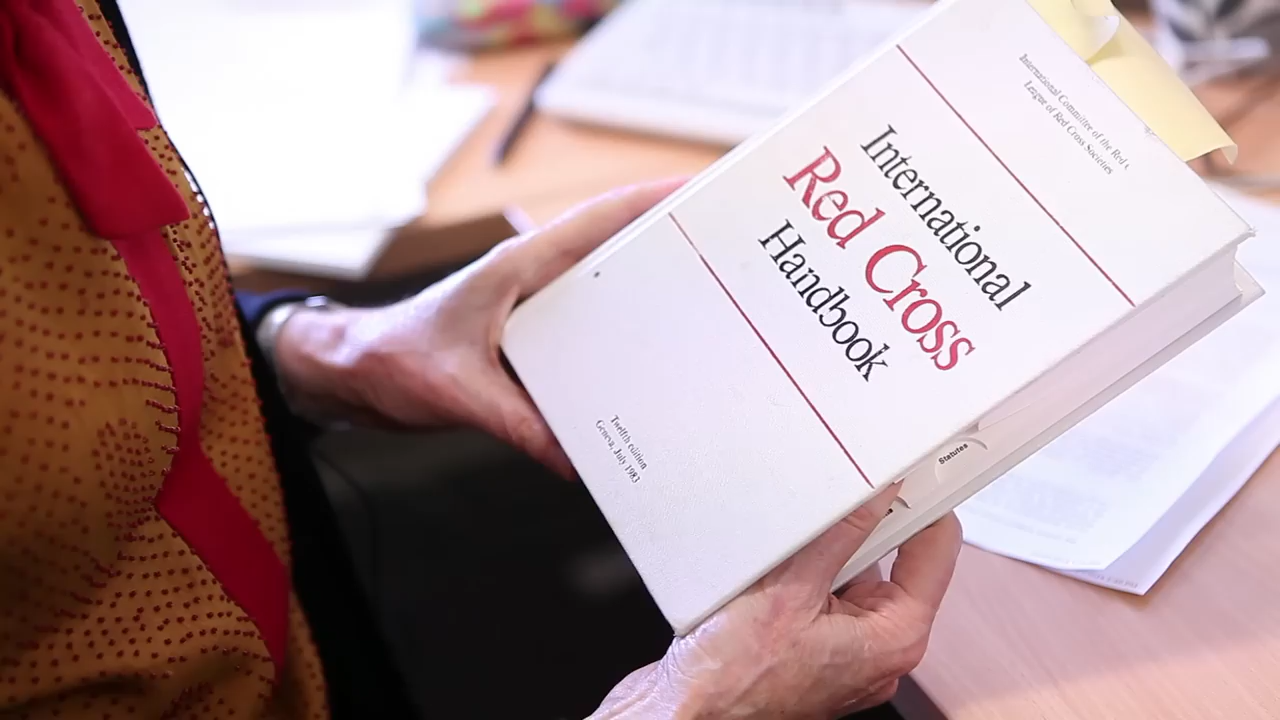 International Committee of the Red
League of Red Cross Societies
International
Red Cross
Handbook
Twelfth edition
Geneva, July 1983
Statutes